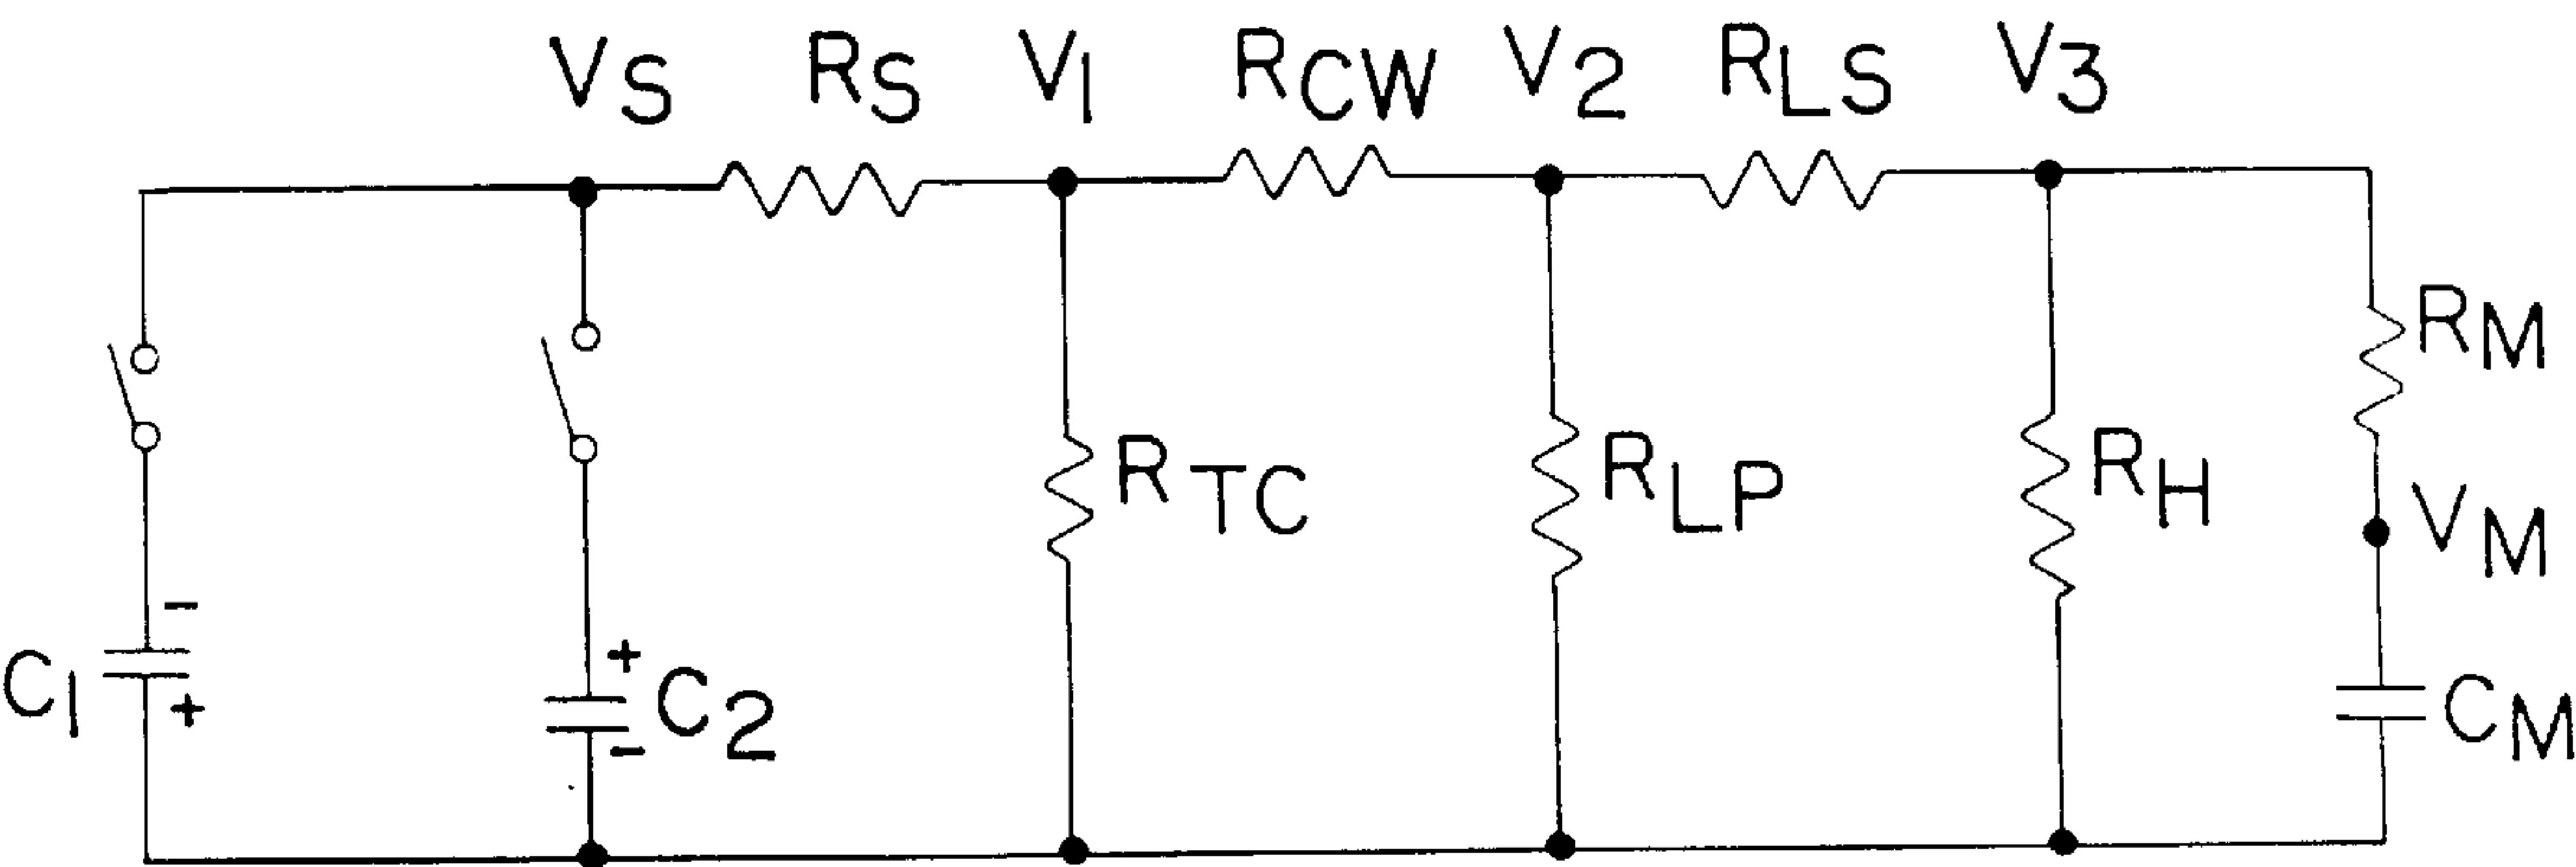 VS
RS
V1
RCW
V2
RLS
V3
RM
RTC
RLP
RH
VM
-
+
C1
+
-
C2
CM